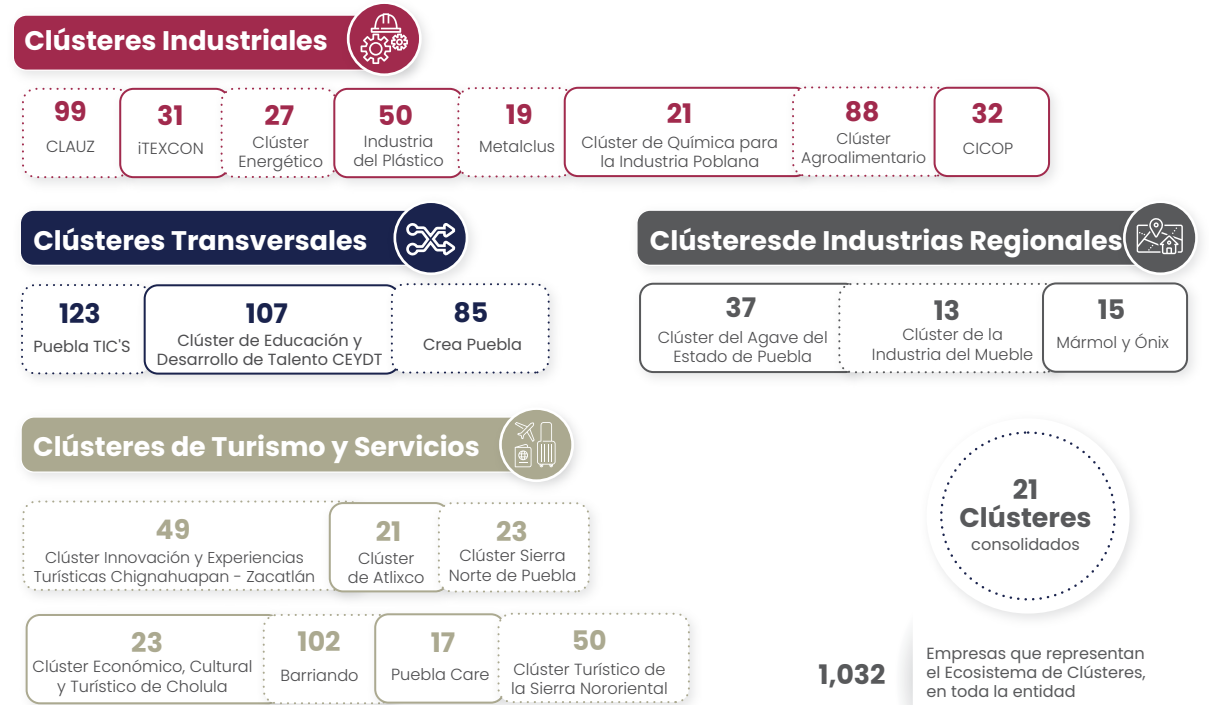 Clústeres Industriales
99
CLAUZ
31
iTEXCON
27
Clúster
Energético
50
Industria
del Plástico
19
Metalclus
21
Clúster de Química para
la Industria Poblana
88
Clúster
Agroalimentario
32
CICOP
Clústeres Transversales
123
Puebla TIC'S
107
Clúster de Educación y
Desarrollo de Talento CEYDT
85
Crea Puebla
Clústeresde Industrias Regionales
37
Clúster del Agave del
Estado de Puebla
13
Clúster de la
Industria del Mueble
15
Mármol y Ónix
Clústeres de Turismo y Servicios
49
Clúster Innovación y Experiencias
Turísticas Chignahuapan - Zacatlán
21
Clúster
de Atlixco
23
Clúster Sierra
Norte de Puebla
23
Clúster Económico, Cultural
y Turístico de Cholula
102
Barriando
17
Puebla Care
50
Clúster Turístico de
la Sierra Nororiental
21
Clústeres
consolidados
1,032
Empresas que representan
el Ecosistema de Clústeres,
en toda la entidad